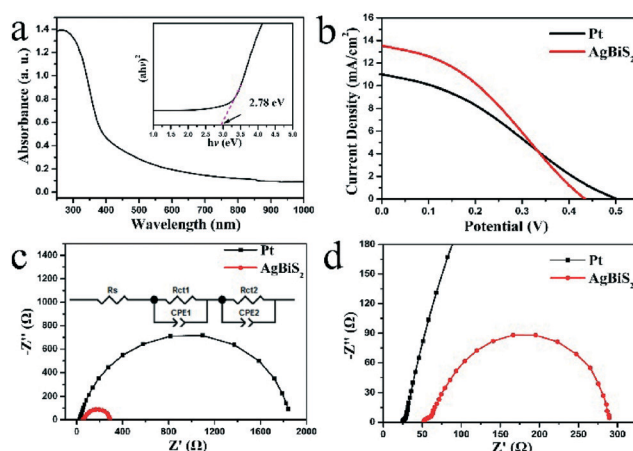 a
Absorbance (a. u.)
1.4
1.2
1.0
0.8
0.6
0.4
0.2
0.0
300 400 500 600 700 800 900 1000
Wavelength (nm)
(ahν)²
2.78 eV
1.0 1.5 2.0 2.5 3.0 3.5 4.0 4.5 5.0
hν (eV)
b
Current Density (mA/cm²)
16
14
12
10
8
6
4
2
0
0.0 0.1 0.2 0.3 0.4 0.5
Potential (V)
Pt
AgBiS₂
c
-Z'' (Ω)
1400
1200
1000
800
600
400
200
0
0 400 800 1200 1600 2000
Z' (Ω)
Pt
AgBiS₂
Rs Rct1 Rct2
CPE1 CPE2
d
-Z'' (Ω)
180
150
120
90
60
30
0
0 50 100 150 200 250 300
Z' (Ω)
Pt
AgBiS₂